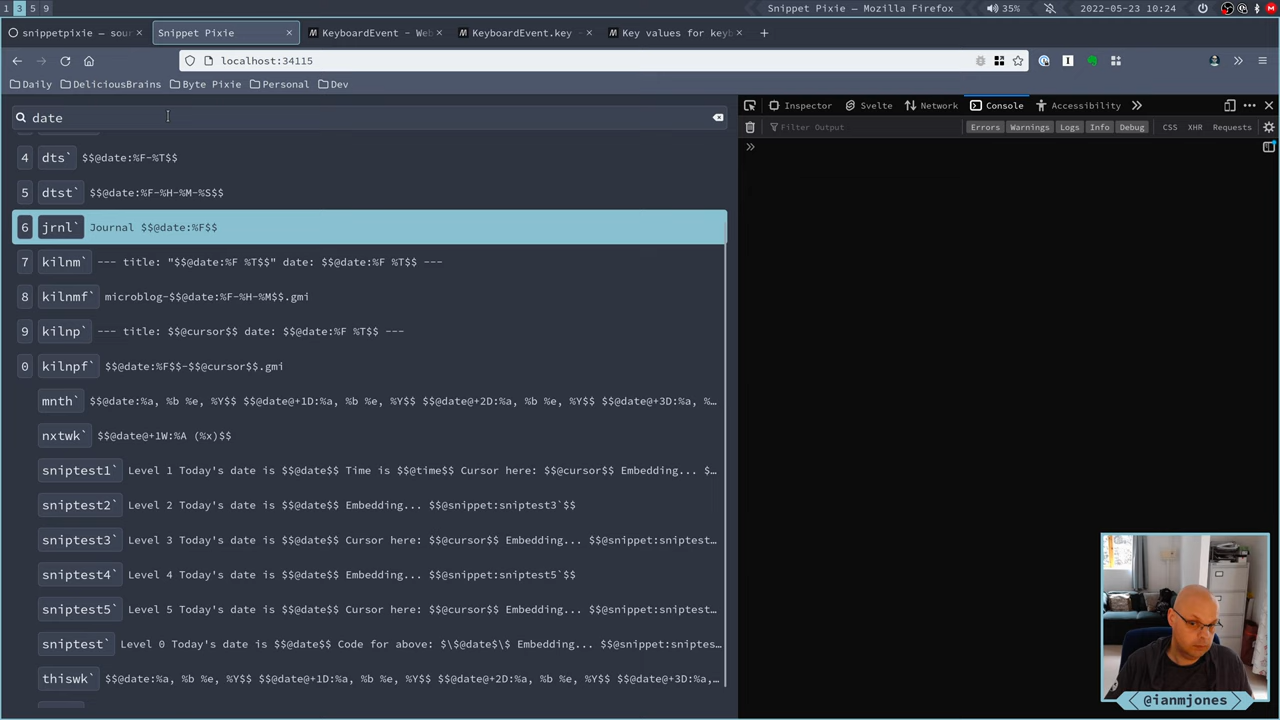 1 3 5 9 Snippet Pixie — Mozilla Firefox 35% 2022-05-23 10:24
snippetpixie — sour Snippet Pixie KeyboardEvent - Web KeyboardEvent.key - Key values for keyb
localhost:34115
Daily DeliciousBrains Byte Pixie Personal Dev
Inspector Svelte Network Console Accessibility
date
Filter Output Errors Warnings Logs Info Debug CSS XHR Requests
4 dts` $$@date:%F-%T$$
5 dtst` $$@date:%F-%H-%M-%S$$
6 jrnl` Journal $$@date:%F$$
7 kilnm` --- title: "$$@date:%F %T$$" date: $$@date:%F %T$$ ---
8 kilnmf` microblog-$$@date:%F-%H-%M$$.gmi
9 kilnp` --- title: $$@cursor$$ date: $$@date:%F %T$$ ---
0 kilnpf` $$@date:%F$$-$$@cursor$$.gmi
mnth` $$@date:%a, %b %e, %Y$$ $$@date@+1D:%a, %b %e, %Y$$ $$@date@+2D:%a, %b %e, %Y$$ $$@date@+3D:%a, %…
nxtwk` $$@date@+1W:%A (%x)$$
sniptest1` Level 1 Today's date is $$@date$$ Time is $$@time$$ Cursor here: $$@cursor$$ Embedding... $…
sniptest2` Level 2 Today's date is $$@date$$ Embedding... $$@snippet:sniptest3`$$
sniptest3` Level 3 Today's date is $$@date$$ Cursor here: $$@cursor$$ Embedding... $$@snippet:sniptest…
sniptest4` Level 4 Today's date is $$@date$$ Embedding... $$@snippet:sniptest5`$$
sniptest5` Level 5 Today's date is $$@date$$ Cursor here: $$@cursor$$ Embedding... $$@snippet:sniptest…
sniptest` Level 0 Today's date is $$@date$$ Code for above: $\$@date$\$ Embedding... $$@snippet:sniptes…
thiswk` $$@date:%a, %b %e, %Y$$ $$@date@+1D:%a, %b %e, %Y$$ $$@date@+2D:%a, %b %e, %Y$$ $$@date@+3D:%a,…
@ianmjones